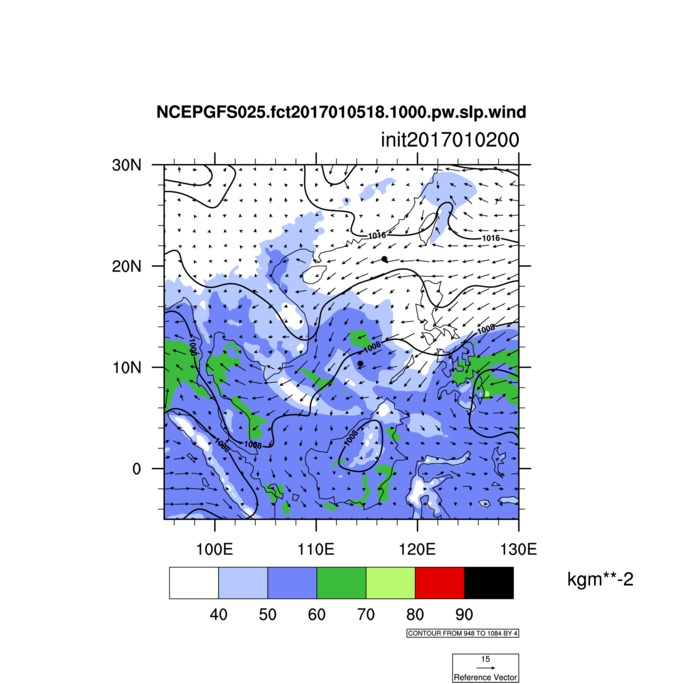 NCEPGFS025.fct2017010518.1000.pw.slp.wind
init2017010200
30N
1016
1016
20N
1008
1008
1008
10N
1008
1008
1008
0
100E 110E 120E 130E
kgm**-2
40 50 60 70 80 90
CONTOUR FROM 948 TO 1084 BY 4
15
Reference Vector